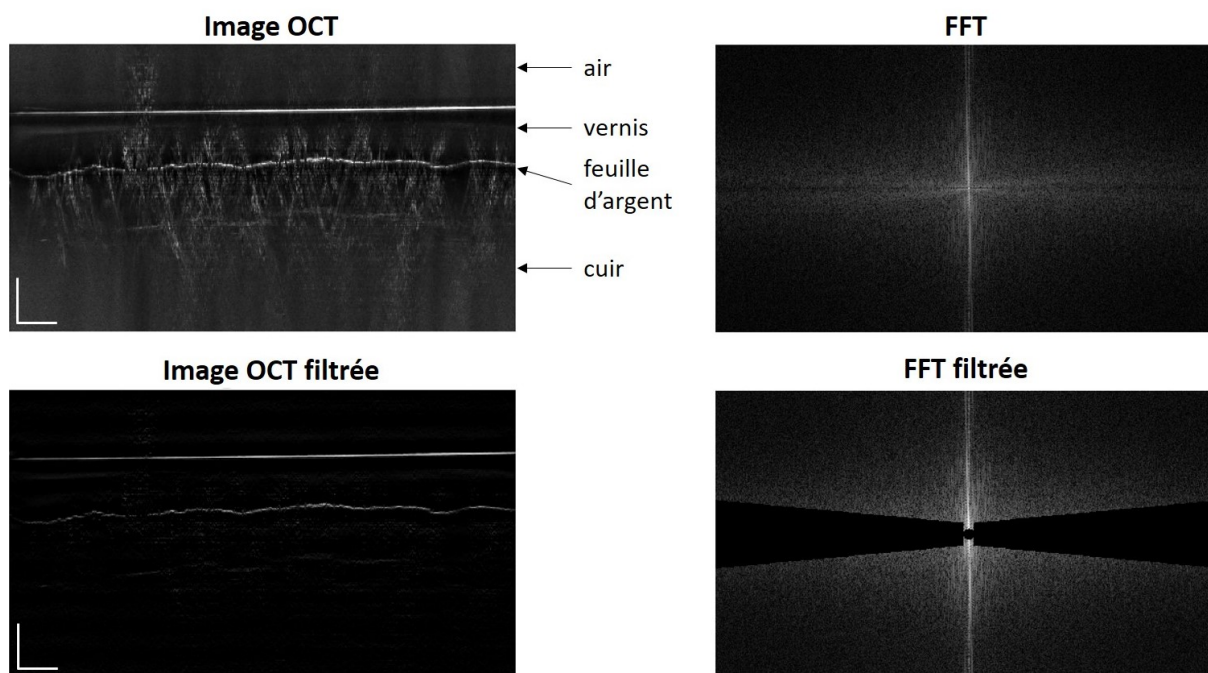 Image OCT
FFT
air
vernis
feuille
d'argent
cuir
Image OCT filtrée
FFT filtrée